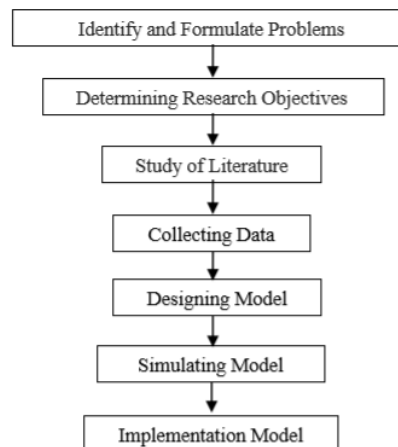 Identify and Formulate Problems
Determining Research Objectives
Study of Literature
Collecting Data
Designing Model
Simulating Model
Implementation Model